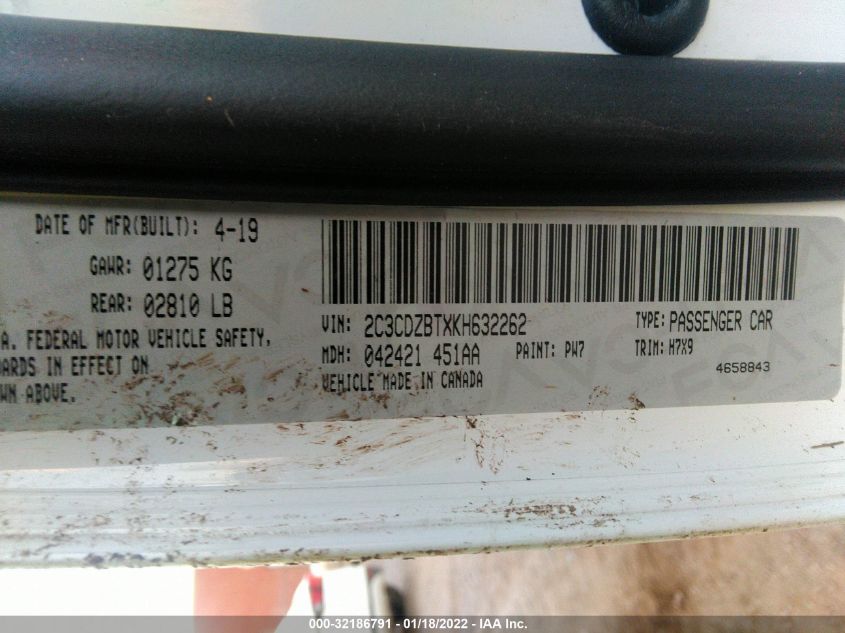 DATE OF MFR(BUILT): 4-19
GAWR: 01275 KG
REAR: 02810 LB
A. FEDERAL MOTOR VEHICLE SAFETY,
ARDS IN EFFECT ON
WN ABOVE.
VIN: 2C3CDZBTXKH632262
TYPE: PASSENGER CAR
MDH: 042421 451AA
PAINT: PW7
TRIM: H7X9
VEHICLE MADE IN CANADA
4658843
000-32186791 - 01/18/2022 - IAA Inc.